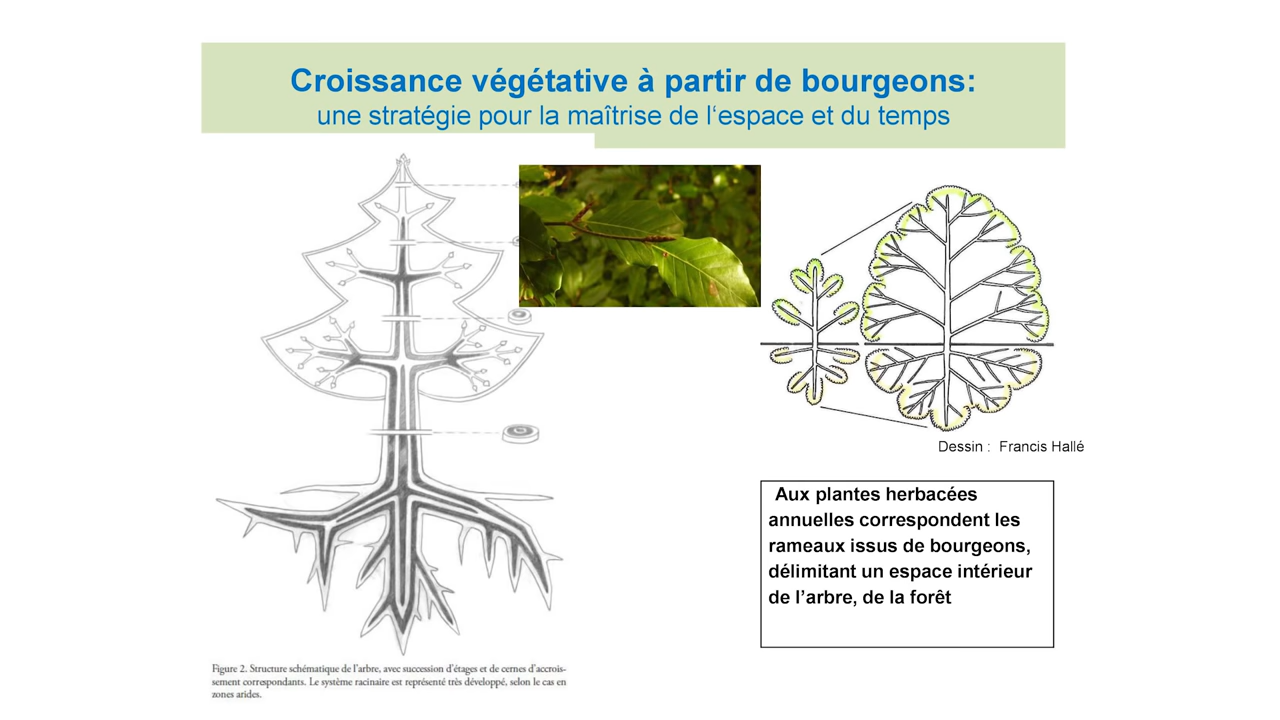 Croissance végétative à partir de bourgeons:
une stratégie pour la maîtrise de l‘espace et du temps
Dessin : Francis Hallé
Aux plantes herbacées
annuelles correspondent les
rameaux issus de bourgeons,
délimitant un espace intérieur
de l’arbre, de la forêt
Figure 2. Structure schématique de l’arbre, avec succession d’étages et de cernes d’accrois-
sement correspondants. Le système racinaire est représenté très développé, selon le cas en
zones arides.